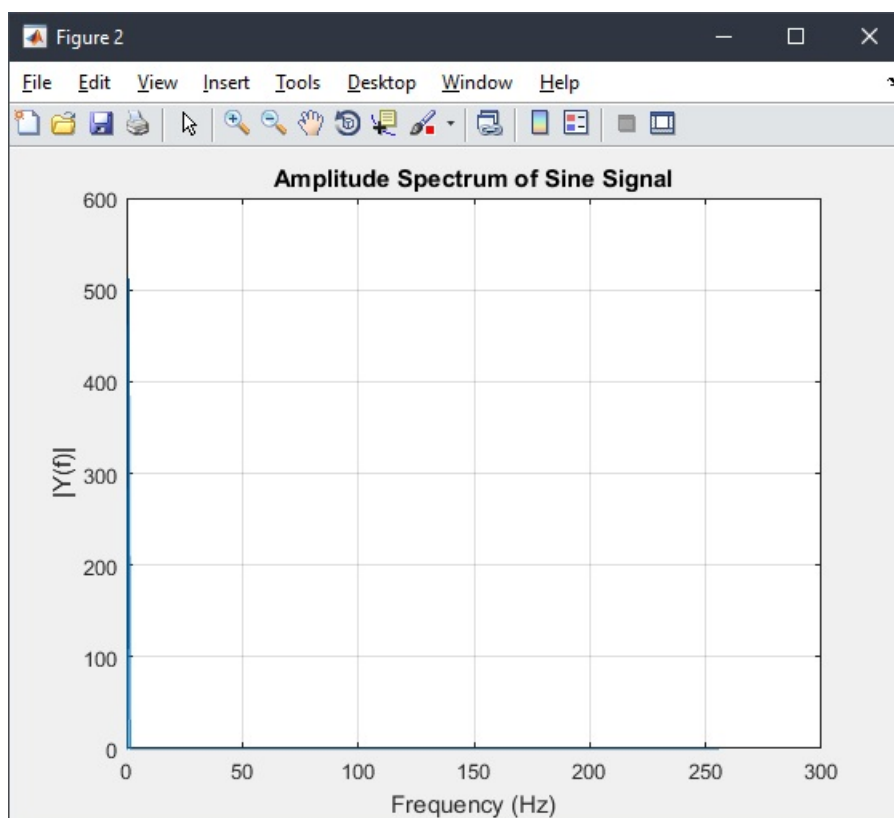 Figure 2
File Edit View Insert Tools Desktop Window Help
Amplitude Spectrum of Sine Signal
600
500
400
300
200
100
0
|Y(f)|
0 50 100 150 200 250 300
Frequency (Hz)